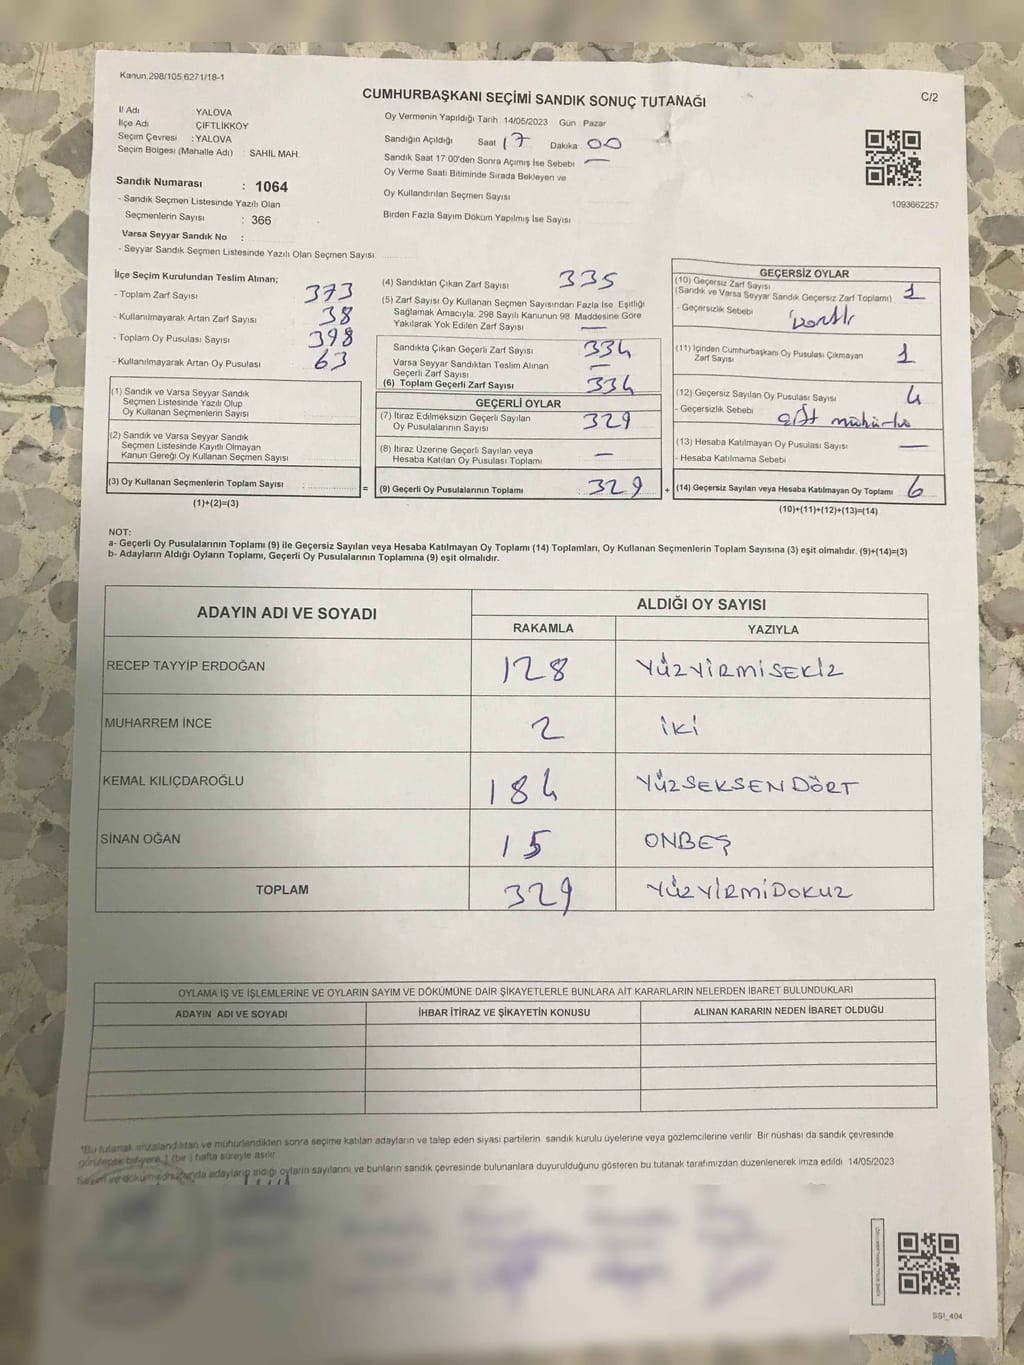 Kanun.298/105.6271/18-1
CUMHURBAŞKANI SEÇİMİ SANDIK SONUÇ TUTANAĞI
C/2
İl Adı YALOVA
İlçe Adı : ÇİFTLİKKÖY
Seçim Çevresi : YALOVA
Seçim Bölgesi (Mahalle Adı) : SAHİL MAH.
Sandık Numarası : 1064
- Sandık Seçmen Listesinde Yazılı Olan
Seçmenlerin Sayısı : 366
Varsa Seyyar Sandık No :
- Seyyar Sandık Seçmen Listesinde Yazılı Olan Seçmen Sayısı
Oy Vermenin Yapıldığı Tarih 14/05/2023 Gün Pazar
Sandığın Açıldığı Saat 17 Dakika 00
Sandık Saat 17:00'den Sonra Açımış İse Sebebi —
Oy Verme Saati Bitiminde Sırada Bekleyen ve
Oy Kullandırılan Seçmen Sayısı
Birden Fazla Sayım Döküm Yapılmış İse Sayısı
1093662257
İlçe Seçim Kurulundan Teslim Alınan;
- Toplam Zarf Sayısı 373
- Kullanılmayarak Artan Zarf Sayısı 38
- Toplam Oy Pusulası Sayısı 398
- Kullanılmayarak Artan Oy Pusulası 63
(1) Sandık ve Varsa Seyyar Sandık
Seçmen Listesinde Yazılı Olup
Oy Kullanan Seçmenlerin Sayısı
(2) Sandık ve Varsa Seyyar Sandık
Seçmen Listesinde Kayıtlı Olmayan
Kanun Gereği Oy Kullanan Seçmen Sayısı
(3) Oy Kullanan Seçmenlerin Toplam Sayısı :
(1)+(2)=(3)
(4) Sandıktan Çıkan Zarf Sayısı 335
(5) Zarf Sayısı Oy Kullanan Seçmen Sayısından Fazla İse, Eşitliği
Sağlamak Amacıyla, 298 Sayılı Kanunun 98. Maddesine Göre
Yakılarak Yok Edilen Zarf Sayısı —
Sandıkta Çıkan Geçerli Zarf Sayısı 334
Varsa Seyyar Sandıktan Teslim Alınan
Geçerli Zarf Sayısı —
(6) Toplam Geçerli Zarf Sayısı 334
GEÇERLİ OYLAR
(7) İtiraz Edilmeksizin Geçerli Sayılan
Oy Pusulalarının Sayısı 329
(8) İtiraz Üzerine Geçerli Sayılan veya
Hesaba Katılan Oy Pusulası Toplamı —
= (9) Geçerli Oy Pusulalarının Toplamı : 329
GEÇERSİZ OYLAR
(10) Geçersiz Zarf Sayısı
(Sandık ve Varsa Seyyar Sandık Geçersiz Zarf Toplamı) 1
- Geçersizlik Sebebi
(11) İçinden Cumhurbaşkanı Oy Pusulası Çıkmayan
Zarf Sayısı 1
(12) Geçersiz Sayılan Oy Pusulası Sayısı 4
- Geçersizlik Sebebi çift mühürlü
(13) Hesaba Katılmayan Oy Pusulası Sayısı —
- Hesaba Katılmama Sebebi
+ (14) Geçersiz Sayılan veya Hesaba Katılmayan Oy Toplamı 6
(10)+(11)+(12)+(13)=(14)
NOT:
a- Geçerli Oy Pusulalarının Toplamı (9) ile Geçersiz Sayılan veya Hesaba Katılmayan Oy Toplamı (14) Toplamları, Oy Kullanan Seçmenlerin Toplam Sayısına (3) eşit olmalıdır. (9)+(14)=(3)
b- Adayların Aldığı Oyların Toplamı, Geçerli Oy Pusulalarının Toplamına (9) eşit olmalıdır.
ADAYIN ADI VE SOYADI
ALDIĞI OY SAYISI
RAKAMLA YAZIYLA
RECEP TAYYİP ERDOĞAN 128 YÜZYİRMİSEKİZ
MUHARREM İNCE 2 İKİ
KEMAL KILIÇDAROĞLU 184 YÜZSEKSENDÖRT
SİNAN OĞAN 15 ONBEŞ
TOPLAM 329 YÜZYİRMİDOKUZ
OYLAMA İŞ VE İŞLEMLERİNE VE OYLARIN SAYIM VE DÖKÜMÜNE DAİR ŞİKAYETLERLE BUNLARA AİT KARARLARIN NELERDEN İBARET BULUNDUKLARI
ADAYIN ADI VE SOYADI İHBAR İTİRAZ VE ŞİKAYETİN KONUSU ALINAN KARARIN NEDEN İBARET OLDUĞU
*Bu tutanak imzalandıktan ve mühürlendikten sonra seçime katılan adayların ve talep eden siyasi partilerin sandık kurulu üyelerine veya gözlemcilerine verilir. Bir nüshası da sandık çevresinde
görülecek bir yere 1 (bir) hafta süreyle asılır.
Sayım ve dökümü sonunda adayların aldığı oyların sayılarını ve bunların sandık çevresinde bulunanlara duyurulduğunu gösteren bu tutanak tarafımızdan düzenlenerek imza edildi. 14/05/2023
SSI_404